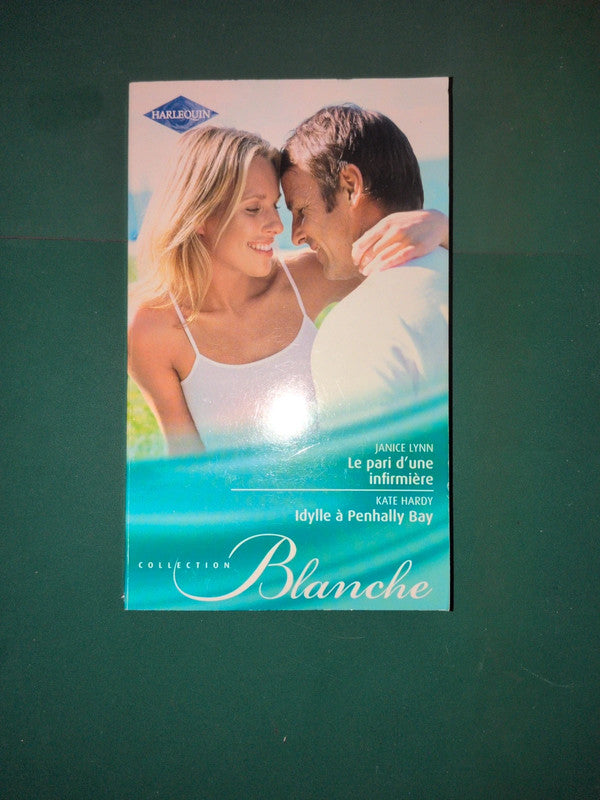 HARLEQUIN
JANICE LYNN
Le pari d'une
infirmière
KATE HARDY
Idylle à Penhally Bay
COLLECTION
Blanche